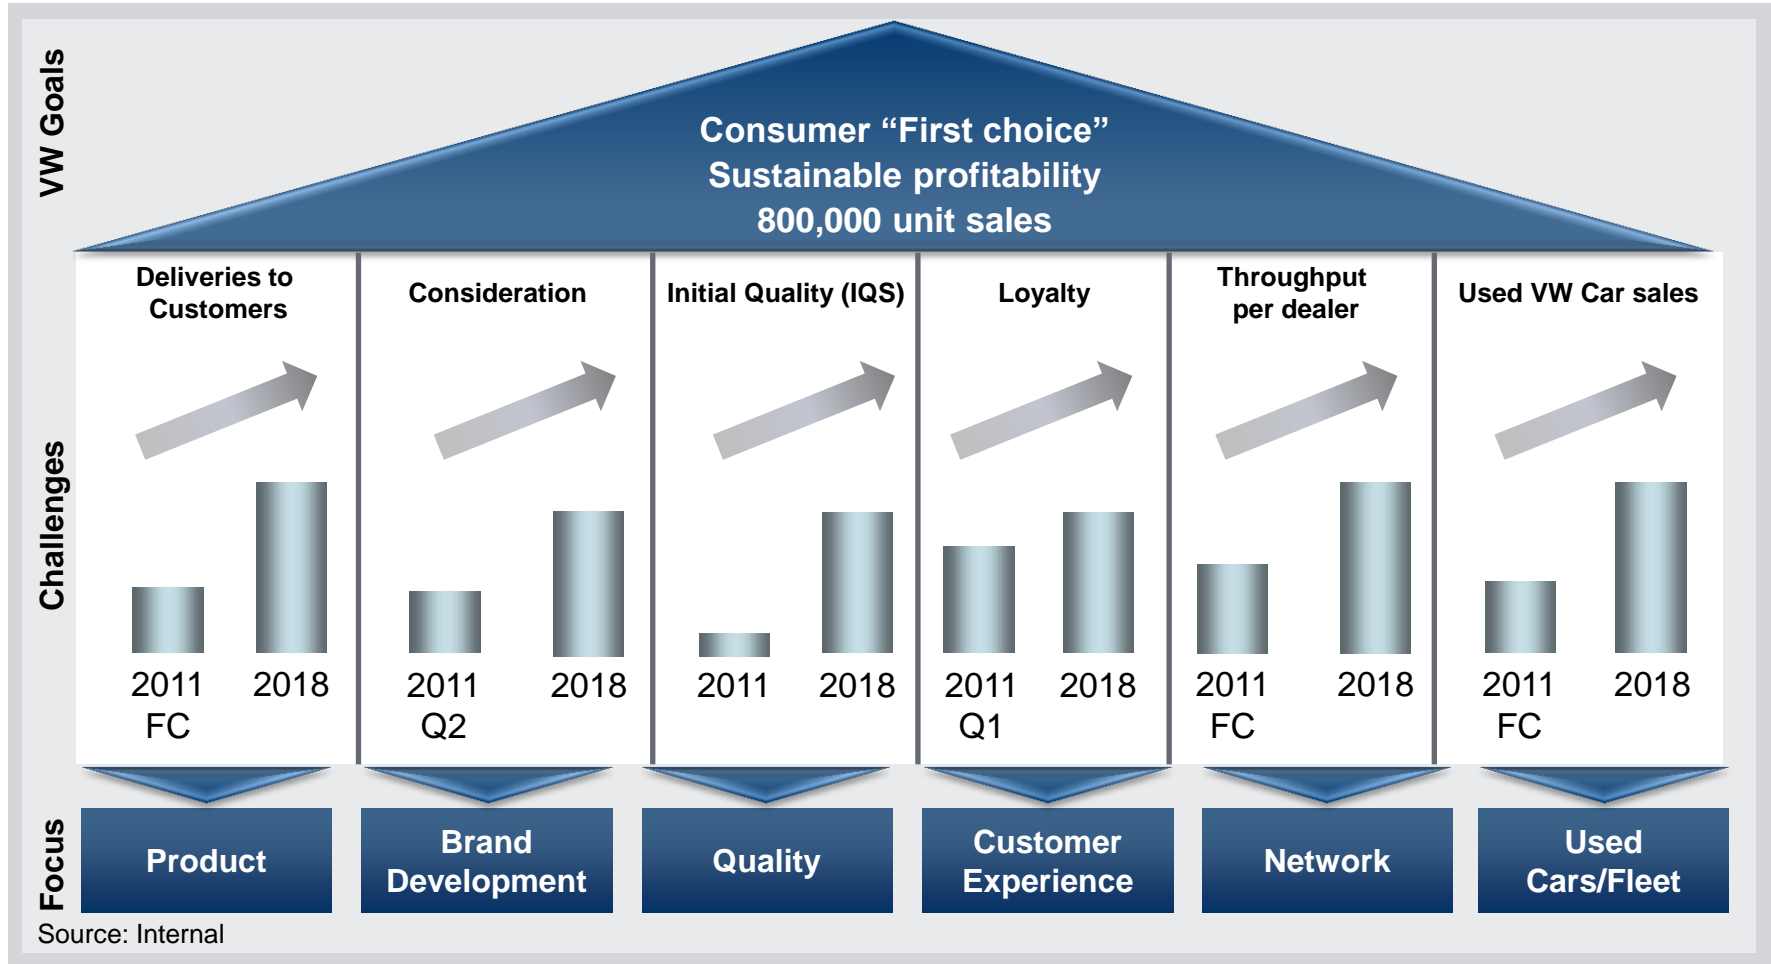 VW Goals
Consumer “First choice”
Sustainable profitability
800,000 unit sales
Challenges
Deliveries to
Customers
2011
FC
2018
Consideration
2011
Q2
2018
Initial Quality (IQS)
2011
2018
Loyalty
2011
Q1
2018
Throughput
per dealer
2011
FC
2018
Used VW Car sales
2011
FC
2018
Focus
Product
Brand
Development
Quality
Customer
Experience
Network
Used
Cars/Fleet
Source: Internal